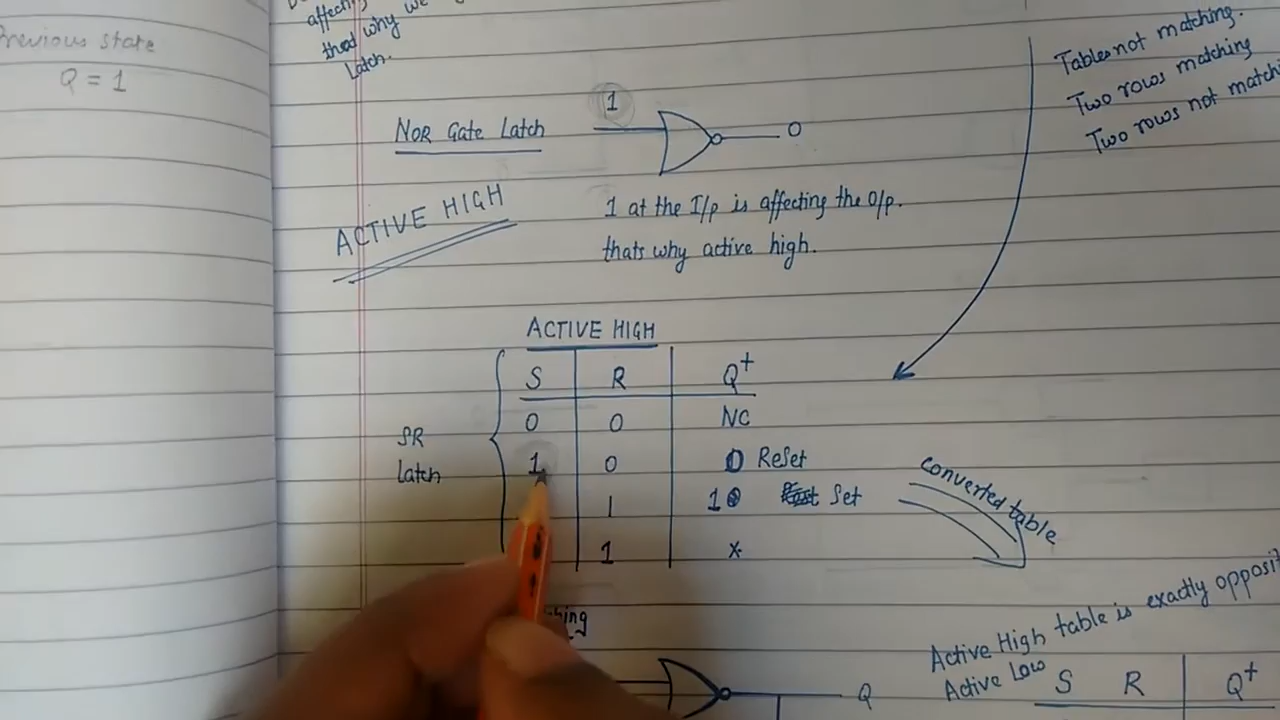 Previous state
Q = 1
affecti
that why we
Latch.
NOR Gate Latch
1
0
ACTIVE HIGH
1 at the I/p is affecting the O/p.
thats why active high.
Tables not matching.
Two rows matching
Two rows not matchi
ACTIVE HIGH
S R Q+
0 0 NC
1 0 0 Reset
1 1 Set
1 x
SR
Latch
converted table
Active High table is exactly opposit
Active Low
S R Q+
Q